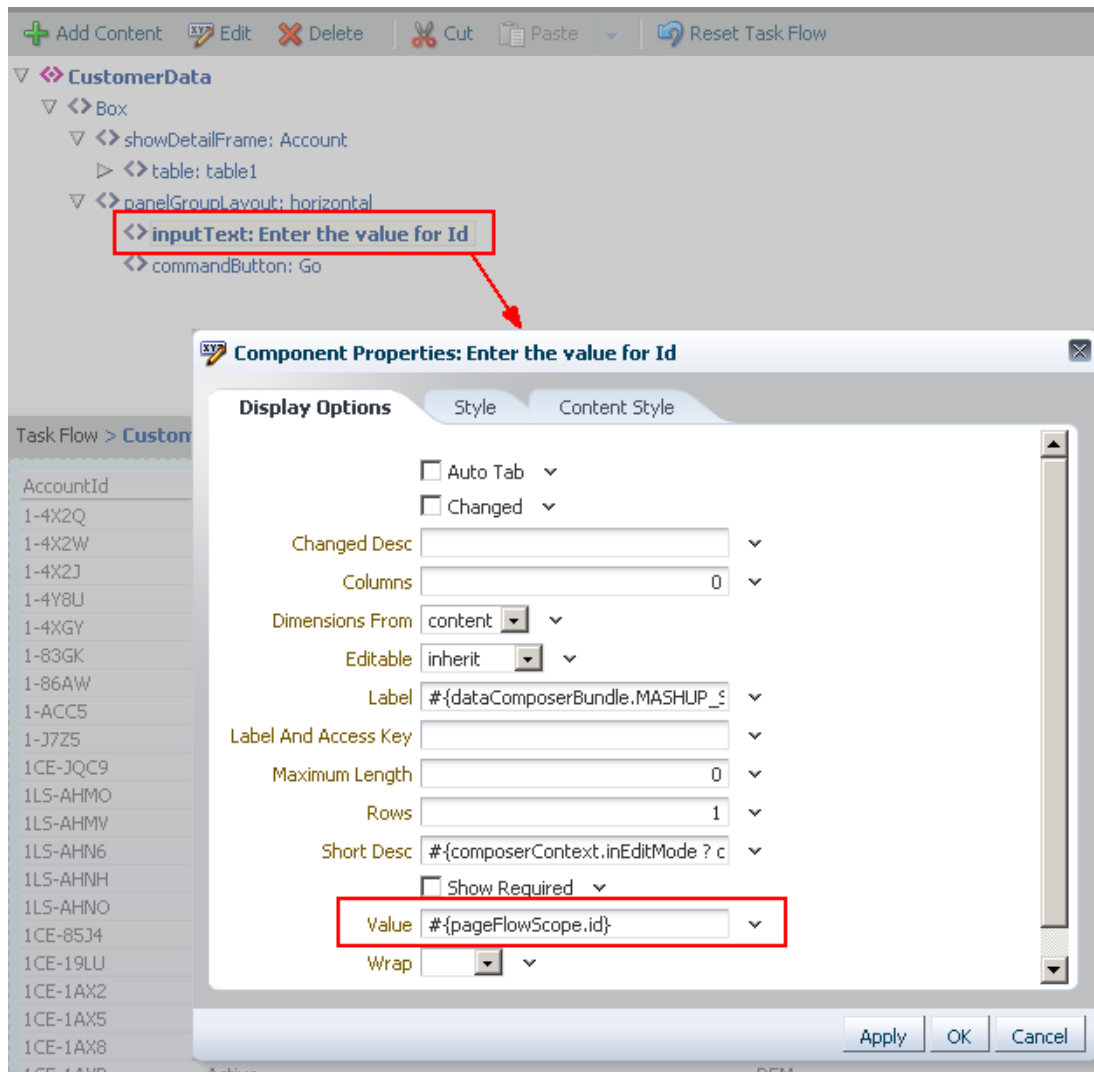 Add Content Edit Delete Cut Paste Reset Task Flow
CustomerData
Box
showDetailFrame: Account
table: table1
panelGroupLayout: horizontal
inputText: Enter the value for Id
commandButton: Go
Component Properties: Enter the value for Id
Display Options Style Content Style
Task Flow > Custom
AccountId
1-4X2Q
1-4X2W
1-4X2J
1-4Y8U
1-4XGY
1-83GK
1-86AW
1-ACC5
1-J7Z5
1CE-JQC9
1LS-AHMO
1LS-AHMV
1LS-AHN6
1LS-AHNH
1LS-AHNO
1CE-85J4
1CE-19LU
1CE-1AX2
1CE-1AX5
1CE-1AX8
Auto Tab
Changed
Changed Desc
Columns 0
Dimensions From content
Editable inherit
Label #{dataComposerBundle.MASHUP_S
Label And Access Key
Maximum Length 0
Rows 1
Short Desc #{composerContext.inEditMode ? c
Show Required
Value #{pageFlowScope.id}
Wrap
Apply OK Cancel